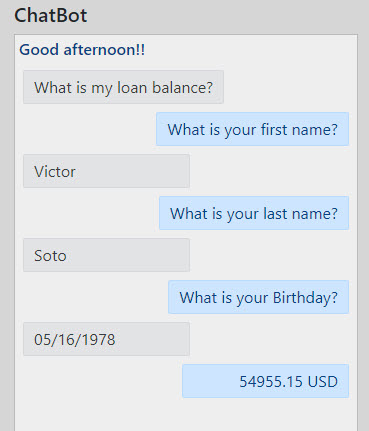 ChatBot
Good afternoon!!
What is my loan balance?
What is your first name?
Victor
What is your last name?
Soto
What is your Birthday?
05/16/1978
54955.15 USD